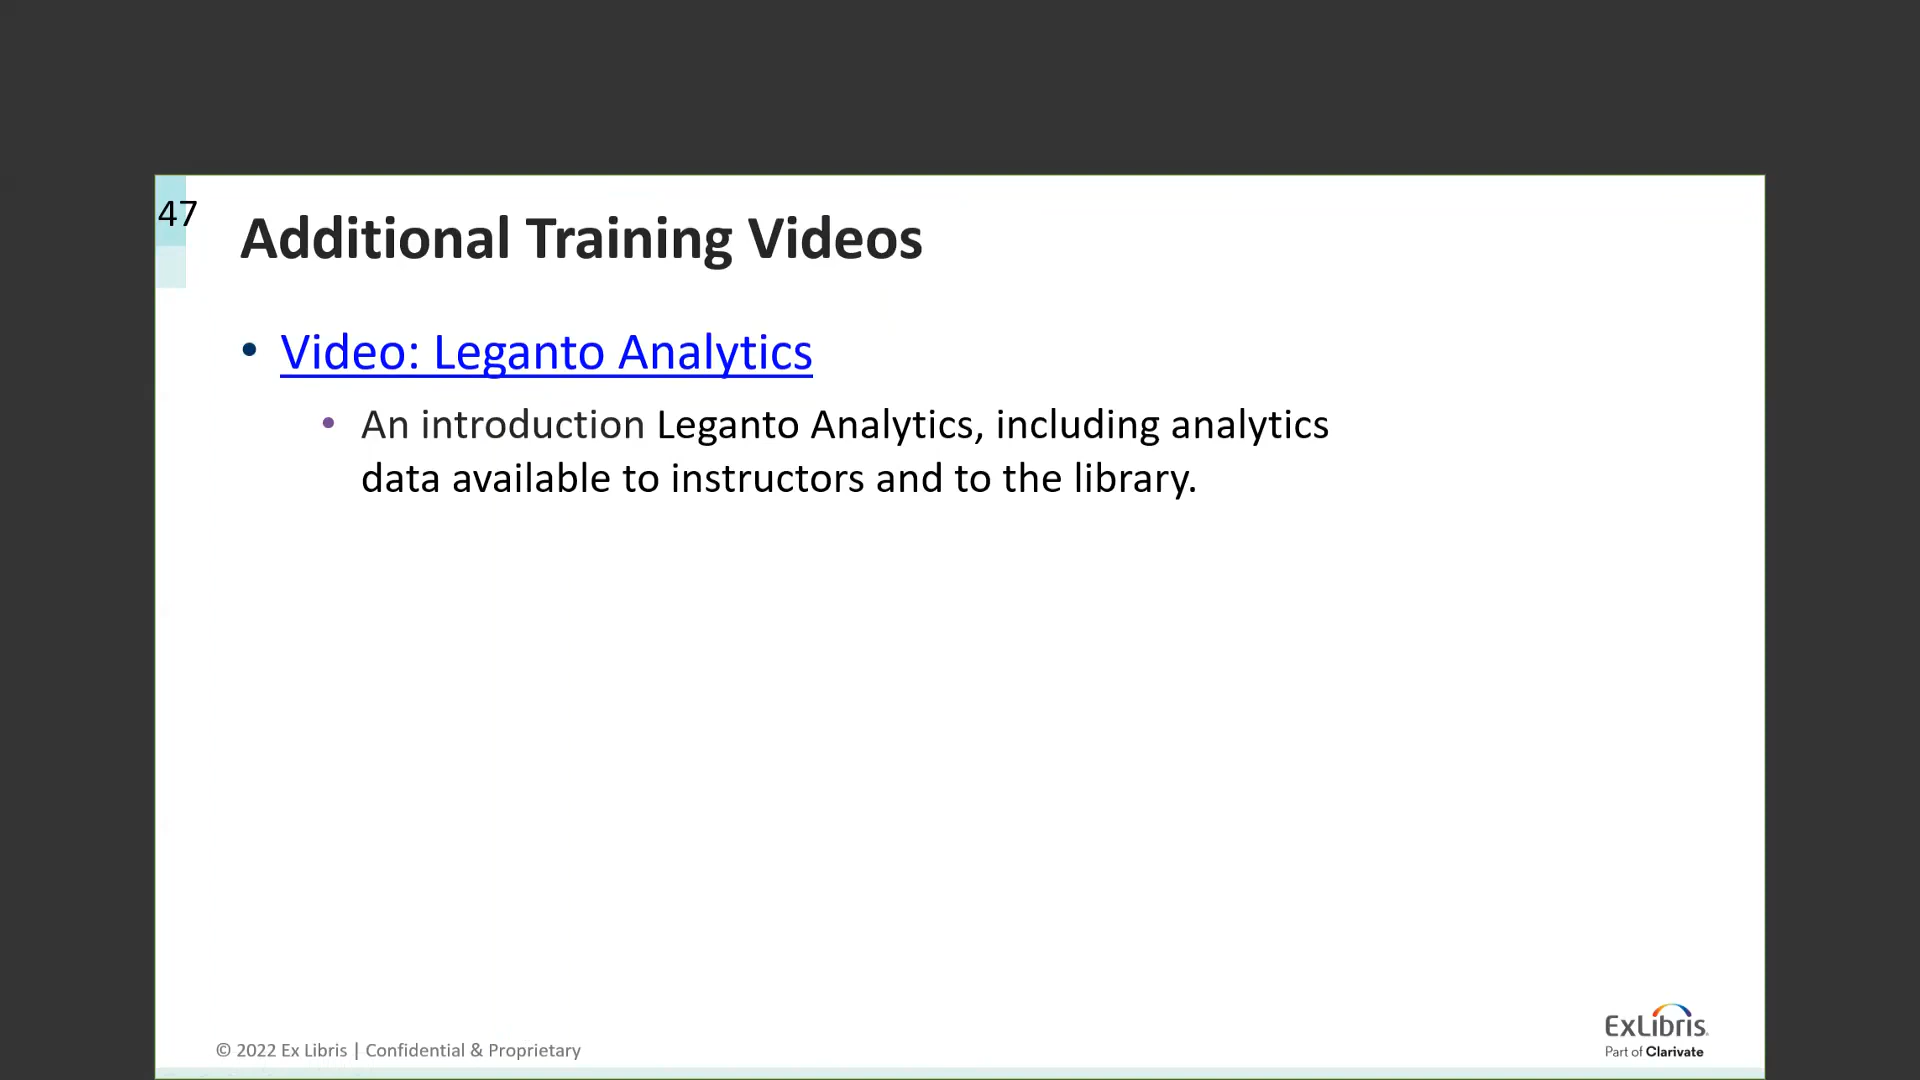 47
Additional Training Videos
• Video: Leganto Analytics
• An introduction Leganto Analytics, including analytics
data available to instructors and to the library.
© 2022 Ex Libris | Confidential & Proprietary
ExLibris
Part of Clarivate